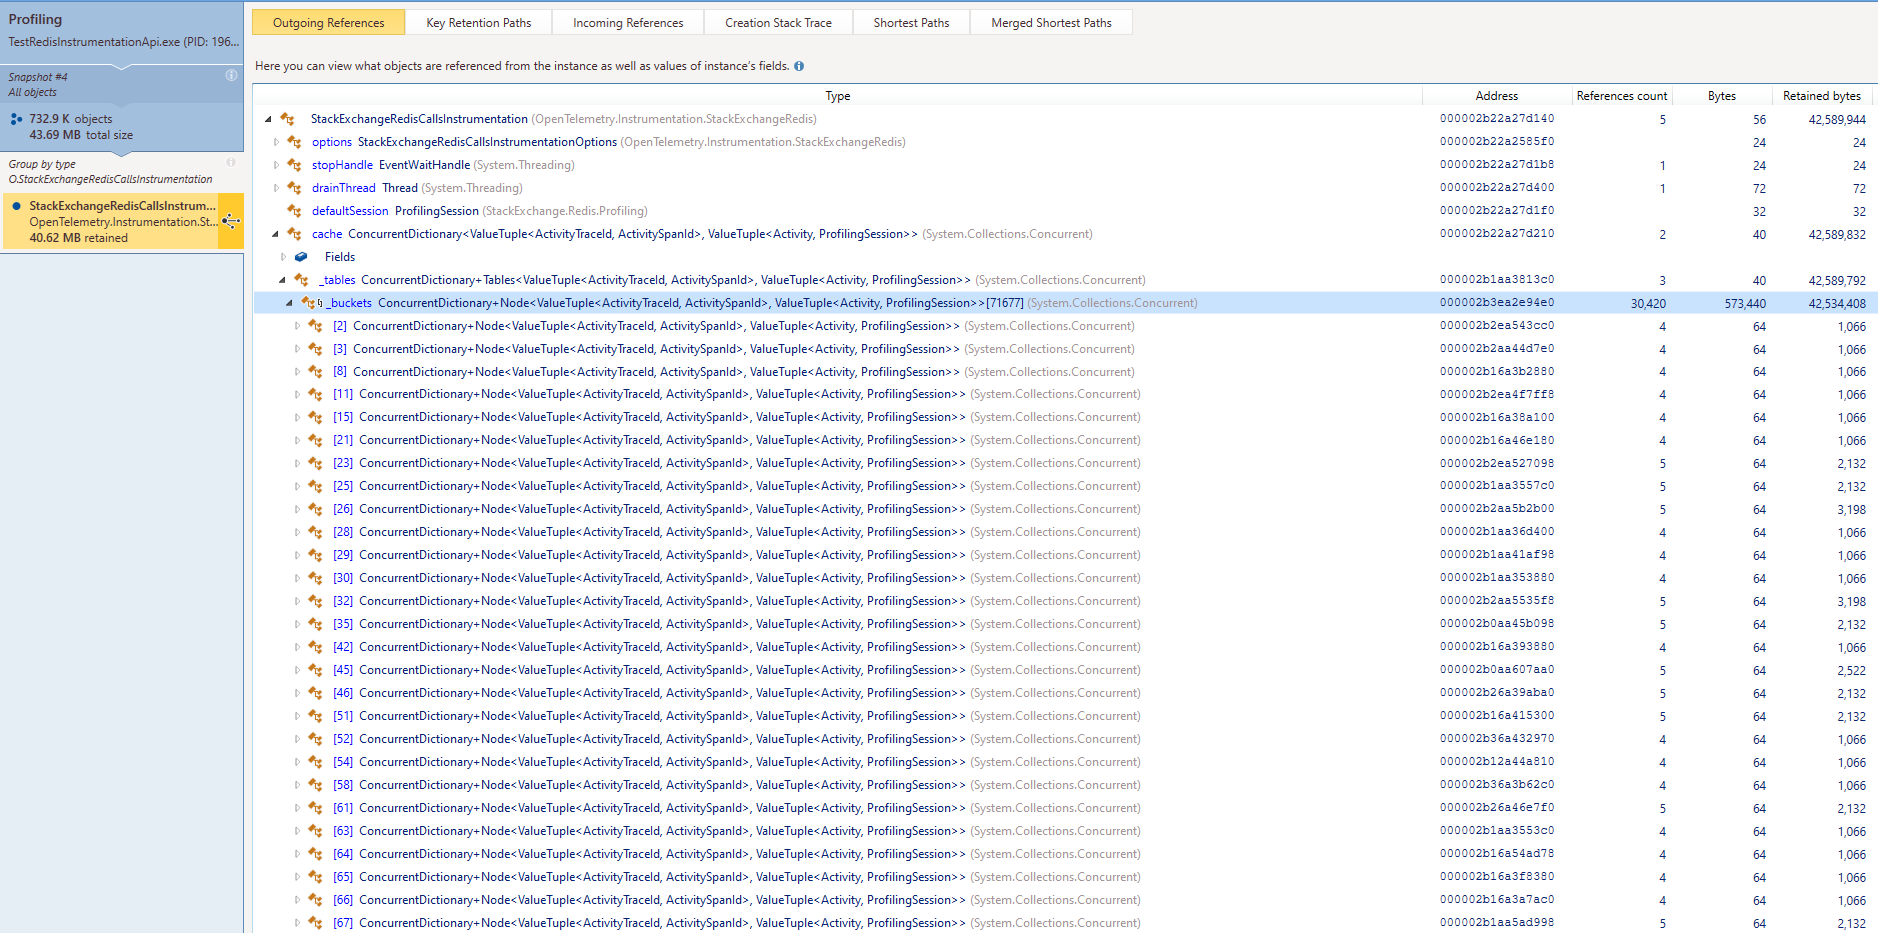 Profiling
TestRedisInstrumentationApi.exe (PID: 196...
Snapshot #4
All objects
732.9 K objects
43.69 MB total size
Group by type
O.StackExchangeRedisCallsInstrumentation
StackExchangeRedisCallsInstrum...
OpenTelemetry.Instrumentation.St...
40.62 MB retained
Outgoing References Key Retention Paths Incoming References Creation Stack Trace Shortest Paths Merged Shortest Paths
Here you can view what objects are referenced from the instance as well as values of instance's fields.
Type Address References count Bytes Retained bytes
StackExchangeRedisCallsInstrumentation (OpenTelemetry.Instrumentation.StackExchangeRedis) 000002b22a27d140 5 56 42,589,944
options StackExchangeRedisCallsInstrumentationOptions (OpenTelemetry.Instrumentation.StackExchangeRedis) 000002b22a2585f0 24 24
stopHandle EventWaitHandle (System.Threading) 000002b22a27d1b8 1 24 24
drainThread Thread (System.Threading) 000002b22a27d400 1 72 72
defaultSession ProfilingSession (StackExchange.Redis.Profiling) 000002b22a27d1f0 32 32
cache ConcurrentDictionary<ValueTuple<ActivityTraceId, ActivitySpanId>, ValueTuple<Activity, ProfilingSession>> (System.Collections.Concurrent) 000002b22a27d210 2 40 42,589,832
Fields
_tables ConcurrentDictionary+Tables<ValueTuple<ActivityTraceId, ActivitySpanId>, ValueTuple<Activity, ProfilingSession>> (System.Collections.Concurrent) 000002b1aa3813c0 3 40 42,589,792
_buckets ConcurrentDictionary+Node<ValueTuple<ActivityTraceId, ActivitySpanId>, ValueTuple<Activity, ProfilingSession>>[71677] (System.Collections.Concurrent) 000002b3ea2e94e0 30,420 573,440 42,534,408
[2] ConcurrentDictionary+Node<ValueTuple<ActivityTraceId, ActivitySpanId>, ValueTuple<Activity, ProfilingSession>> (System.Collections.Concurrent) 000002b2ea543cc0 4 64 1,066
[3] ConcurrentDictionary+Node<ValueTuple<ActivityTraceId, ActivitySpanId>, ValueTuple<Activity, ProfilingSession>> (System.Collections.Concurrent) 000002b2aa44d7e0 4 64 1,066
[8] ConcurrentDictionary+Node<ValueTuple<ActivityTraceId, ActivitySpanId>, ValueTuple<Activity, ProfilingSession>> (System.Collections.Concurrent) 000002b16a3b2880 4 64 1,066
[11] ConcurrentDictionary+Node<ValueTuple<ActivityTraceId, ActivitySpanId>, ValueTuple<Activity, ProfilingSession>> (System.Collections.Concurrent) 000002b2ea4f7ff8 4 64 1,066
[15] ConcurrentDictionary+Node<ValueTuple<ActivityTraceId, ActivitySpanId>, ValueTuple<Activity, ProfilingSession>> (System.Collections.Concurrent) 000002b16a38a100 4 64 1,066
[21] ConcurrentDictionary+Node<ValueTuple<ActivityTraceId, ActivitySpanId>, ValueTuple<Activity, ProfilingSession>> (System.Collections.Concurrent) 000002b16a46e180 4 64 1,066
[23] ConcurrentDictionary+Node<ValueTuple<ActivityTraceId, ActivitySpanId>, ValueTuple<Activity, ProfilingSession>> (System.Collections.Concurrent) 000002b2ea527098 5 64 2,132
[25] ConcurrentDictionary+Node<ValueTuple<ActivityTraceId, ActivitySpanId>, ValueTuple<Activity, ProfilingSession>> (System.Collections.Concurrent) 000002b1aa3557c0 5 64 2,132
[26] ConcurrentDictionary+Node<ValueTuple<ActivityTraceId, ActivitySpanId>, ValueTuple<Activity, ProfilingSession>> (System.Collections.Concurrent) 000002b2aa5b2b00 5 64 3,198
[28] ConcurrentDictionary+Node<ValueTuple<ActivityTraceId, ActivitySpanId>, ValueTuple<Activity, ProfilingSession>> (System.Collections.Concurrent) 000002b1aa36d400 4 64 1,066
[29] ConcurrentDictionary+Node<ValueTuple<ActivityTraceId, ActivitySpanId>, ValueTuple<Activity, ProfilingSession>> (System.Collections.Concurrent) 000002b1aa41af98 4 64 1,066
[30] ConcurrentDictionary+Node<ValueTuple<ActivityTraceId, ActivitySpanId>, ValueTuple<Activity, ProfilingSession>> (System.Collections.Concurrent) 000002b1aa353880 4 64 1,066
[32] ConcurrentDictionary+Node<ValueTuple<ActivityTraceId, ActivitySpanId>, ValueTuple<Activity, ProfilingSession>> (System.Collections.Concurrent) 000002b2aa5535f8 5 64 3,198
[35] ConcurrentDictionary+Node<ValueTuple<ActivityTraceId, ActivitySpanId>, ValueTuple<Activity, ProfilingSession>> (System.Collections.Concurrent) 000002b0aa45b098 5 64 2,132
[42] ConcurrentDictionary+Node<ValueTuple<ActivityTraceId, ActivitySpanId>, ValueTuple<Activity, ProfilingSession>> (System.Collections.Concurrent) 000002b16a393880 4 64 1,066
[45] ConcurrentDictionary+Node<ValueTuple<ActivityTraceId, ActivitySpanId>, ValueTuple<Activity, ProfilingSession>> (System.Collections.Concurrent) 000002b0aa607aa0 5 64 2,522
[46] ConcurrentDictionary+Node<ValueTuple<ActivityTraceId, ActivitySpanId>, ValueTuple<Activity, ProfilingSession>> (System.Collections.Concurrent) 000002b26a39aba0 5 64 2,132
[51] ConcurrentDictionary+Node<ValueTuple<ActivityTraceId, ActivitySpanId>, ValueTuple<Activity, ProfilingSession>> (System.Collections.Concurrent) 000002b16a415300 5 64 2,132
[52] ConcurrentDictionary+Node<ValueTuple<ActivityTraceId, ActivitySpanId>, ValueTuple<Activity, ProfilingSession>> (System.Collections.Concurrent) 000002b36a432970 4 64 1,066
[54] ConcurrentDictionary+Node<ValueTuple<ActivityTraceId, ActivitySpanId>, ValueTuple<Activity, ProfilingSession>> (System.Collections.Concurrent) 000002b12a44a810 4 64 1,066
[58] ConcurrentDictionary+Node<ValueTuple<ActivityTraceId, ActivitySpanId>, ValueTuple<Activity, ProfilingSession>> (System.Collections.Concurrent) 000002b36a3b62c0 4 64 1,066
[61] ConcurrentDictionary+Node<ValueTuple<ActivityTraceId, ActivitySpanId>, ValueTuple<Activity, ProfilingSession>> (System.Collections.Concurrent) 000002b26a46e7f0 5 64 2,132
[63] ConcurrentDictionary+Node<ValueTuple<ActivityTraceId, ActivitySpanId>, ValueTuple<Activity, ProfilingSession>> (System.Collections.Concurrent) 000002b1aa3553c0 4 64 1,066
[64] ConcurrentDictionary+Node<ValueTuple<ActivityTraceId, ActivitySpanId>, ValueTuple<Activity, ProfilingSession>> (System.Collections.Concurrent) 000002b16a54ad78 4 64 1,066
[65] ConcurrentDictionary+Node<ValueTuple<ActivityTraceId, ActivitySpanId>, ValueTuple<Activity, ProfilingSession>> (System.Collections.Concurrent) 000002b16a3f8380 4 64 1,066
[66] ConcurrentDictionary+Node<ValueTuple<ActivityTraceId, ActivitySpanId>, ValueTuple<Activity, ProfilingSession>> (System.Collections.Concurrent) 000002b16a3a7ac0 4 64 1,066
[67] ConcurrentDictionary+Node<ValueTuple<ActivityTraceId, ActivitySpanId>, ValueTuple<Activity, ProfilingSession>> (System.Collections.Concurrent) 000002b1aa5ad998 5 64 2,132